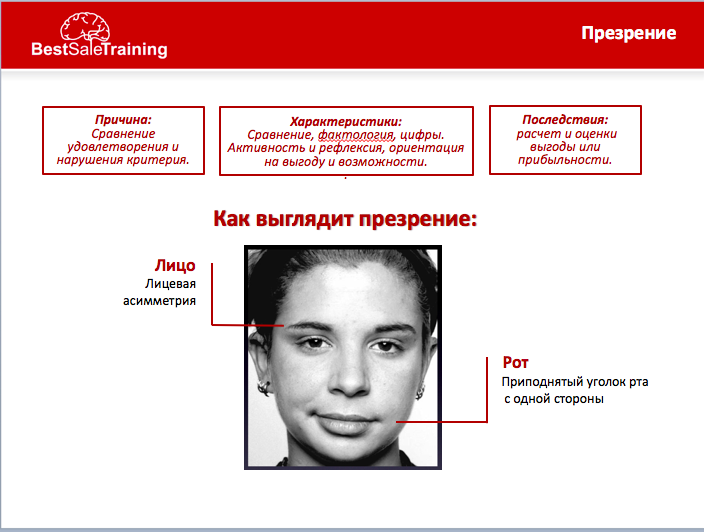 BestSaleTraining
Презрение
Причина:
Сравнение
удовлетворения и
нарушения критерия.
Характеристики:
Сравнение, фактология, цифры.
Активность и рефлексия, ориентация
на выгоду и возможности.
.
Последствия:
расчет и оценки
выгоды или
прибыльности.
Как выглядит презрение:
Лицо
Лицевая
асимметрия
Рот
Приподнятый уголок рта
с одной стороны